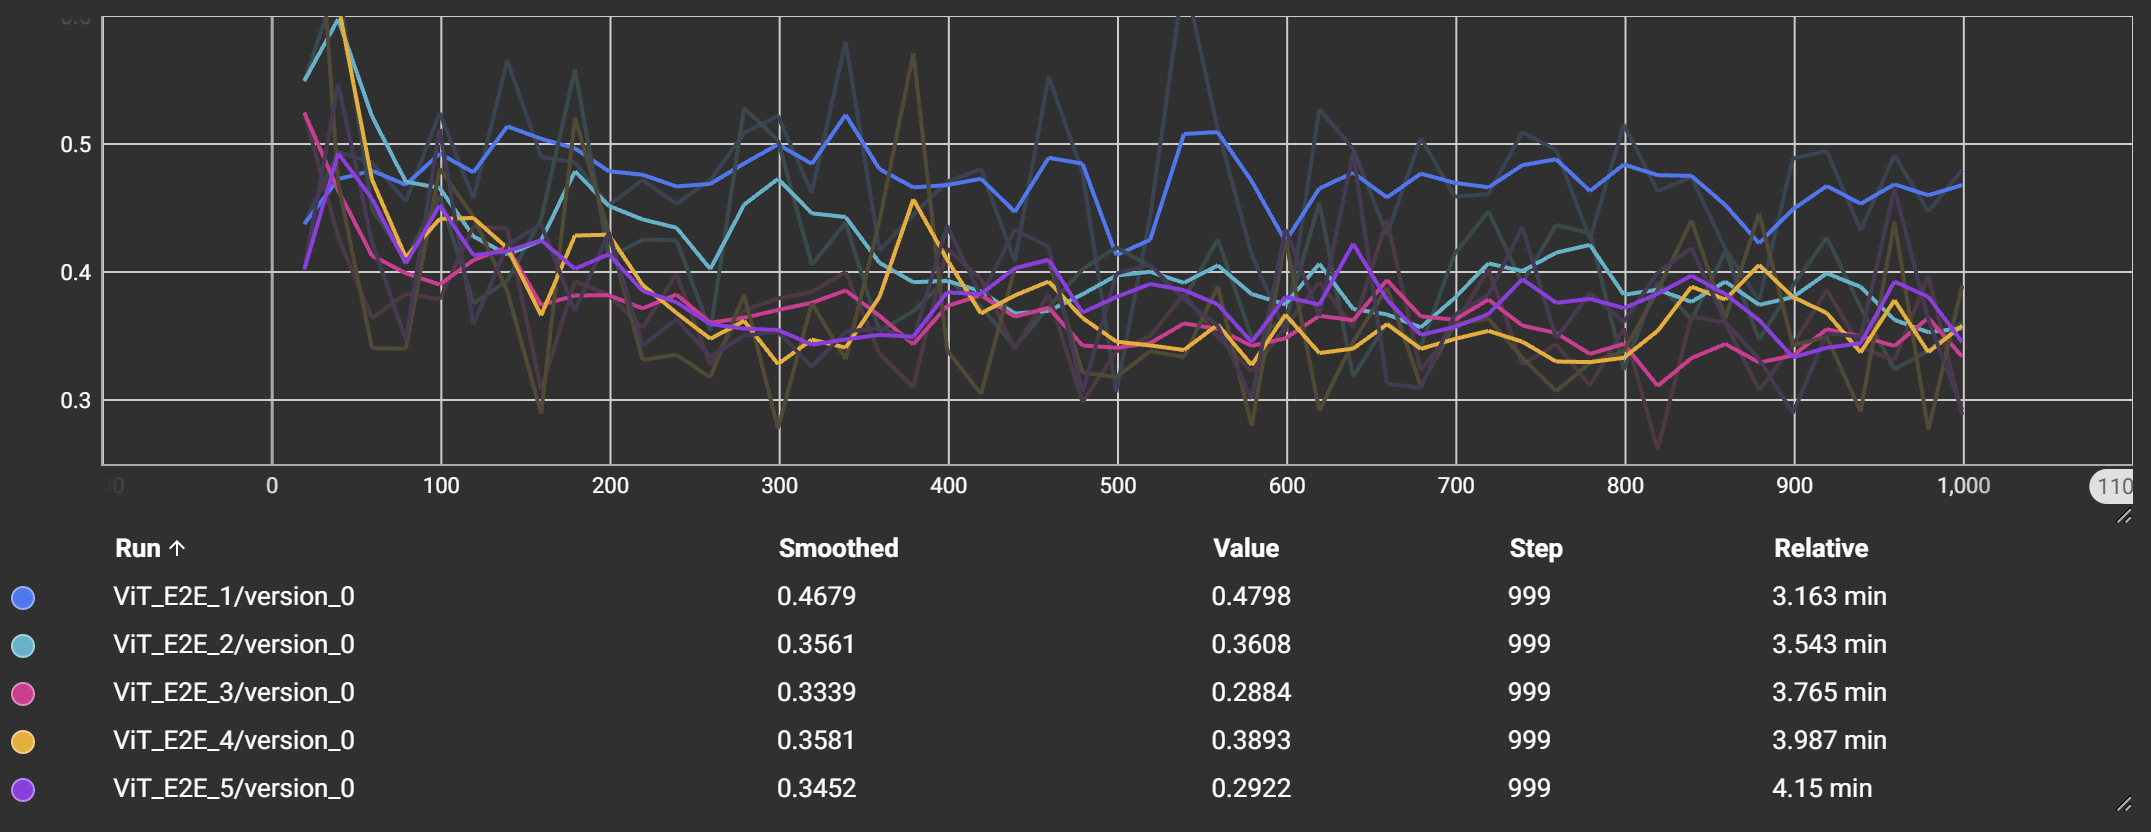 0.5
0.4
0.3
0 100 200 300 400 500 600 700 800 900 1,000 110
Run ↑ Smoothed Value Step Relative
ViT_E2E_1/version_0 0.4679 0.4798 999 3.163 min
ViT_E2E_2/version_0 0.3561 0.3608 999 3.543 min
ViT_E2E_3/version_0 0.3339 0.2884 999 3.765 min
ViT_E2E_4/version_0 0.3581 0.3893 999 3.987 min
ViT_E2E_5/version_0 0.3452 0.2922 999 4.15 min